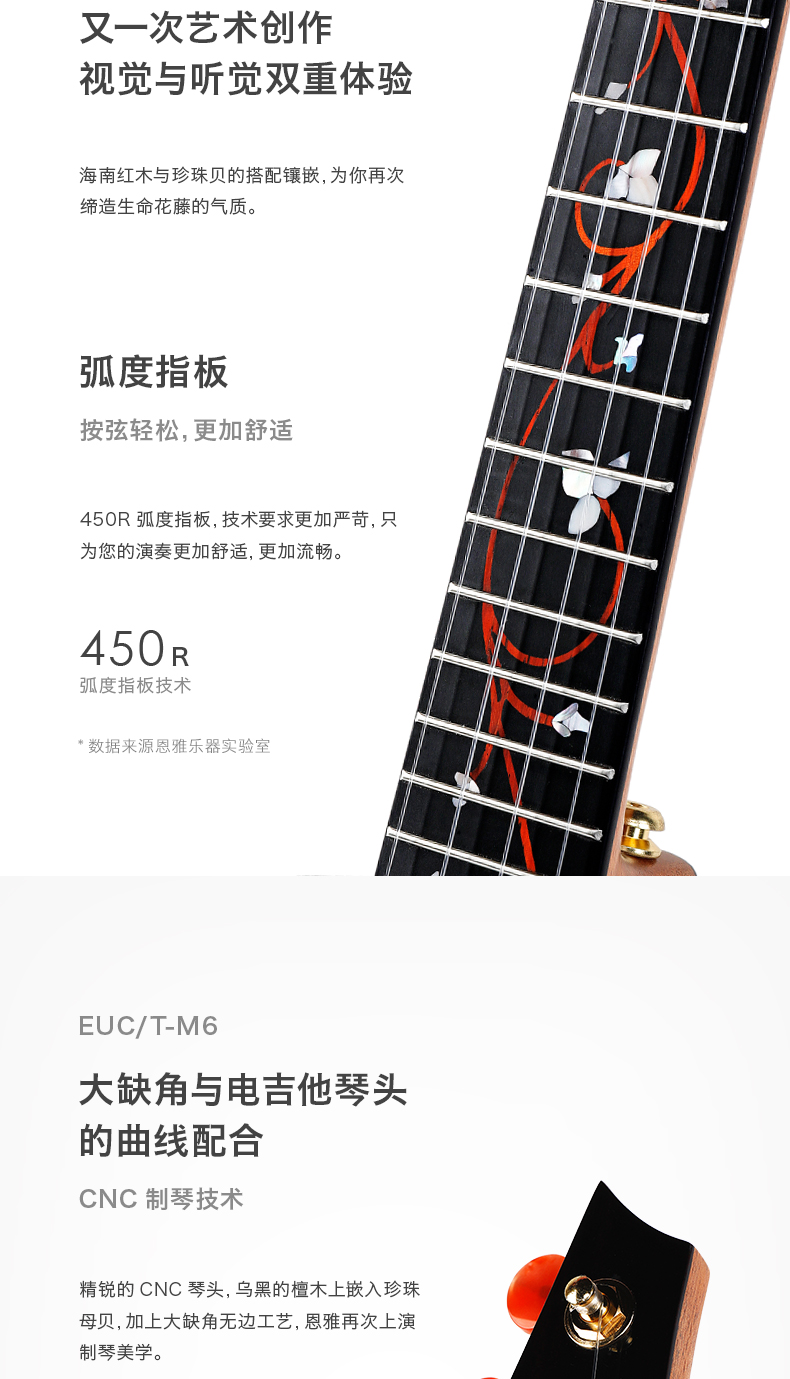 又一次艺术创作
视觉与听觉双重体验
海南红木与珍珠贝的搭配镶嵌,为你再次
缔造生命花藤的气质。
弧度指板
按弦轻松,更加舒适
450R 弧度指板,技术要求更加严苛,只
为您的演奏更加舒适,更加流畅。
450R
弧度指板技术
* 数据来源恩雅乐器实验室
EUC/T-M6
大缺角与电吉他琴头
的曲线配合
CNC 制琴技术
精锐的 CNC 琴头,乌黑的檀木上嵌入珍珠
母贝,加上大缺角无边工艺,恩雅再次上演
制琴美学。